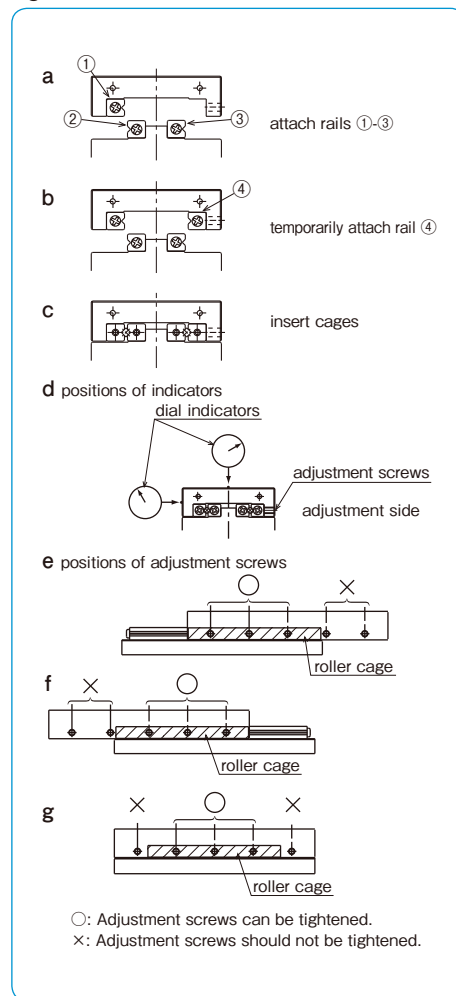 a
①
②
③
attach rails ①-③
b
④
temporarily attach rail ④
c
insert cages
d positions of indicators
dial indicators
adjustment screws
adjustment side
e positions of adjustment screws
○ ×
roller cage
f
× ○
roller cage
g
× ○ ×
roller cage
○: Adjustment screws can be tightened.
×: Adjustment screws should not be tightened.